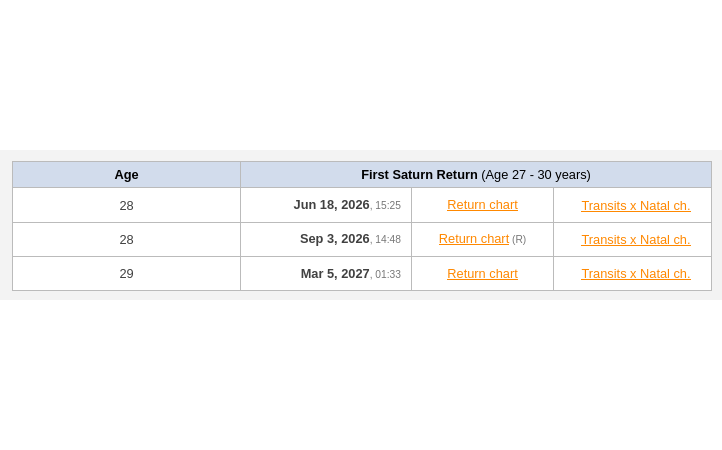 Age First Saturn Return (Age 27 - 30 years)
28 Jun 18, 2026, 15:25 Return chart Transits x Natal ch.
28 Sep 3, 2026, 14:48 Return chart (R) Transits x Natal ch.
29 Mar 5, 2027, 01:33 Return chart Transits x Natal ch.